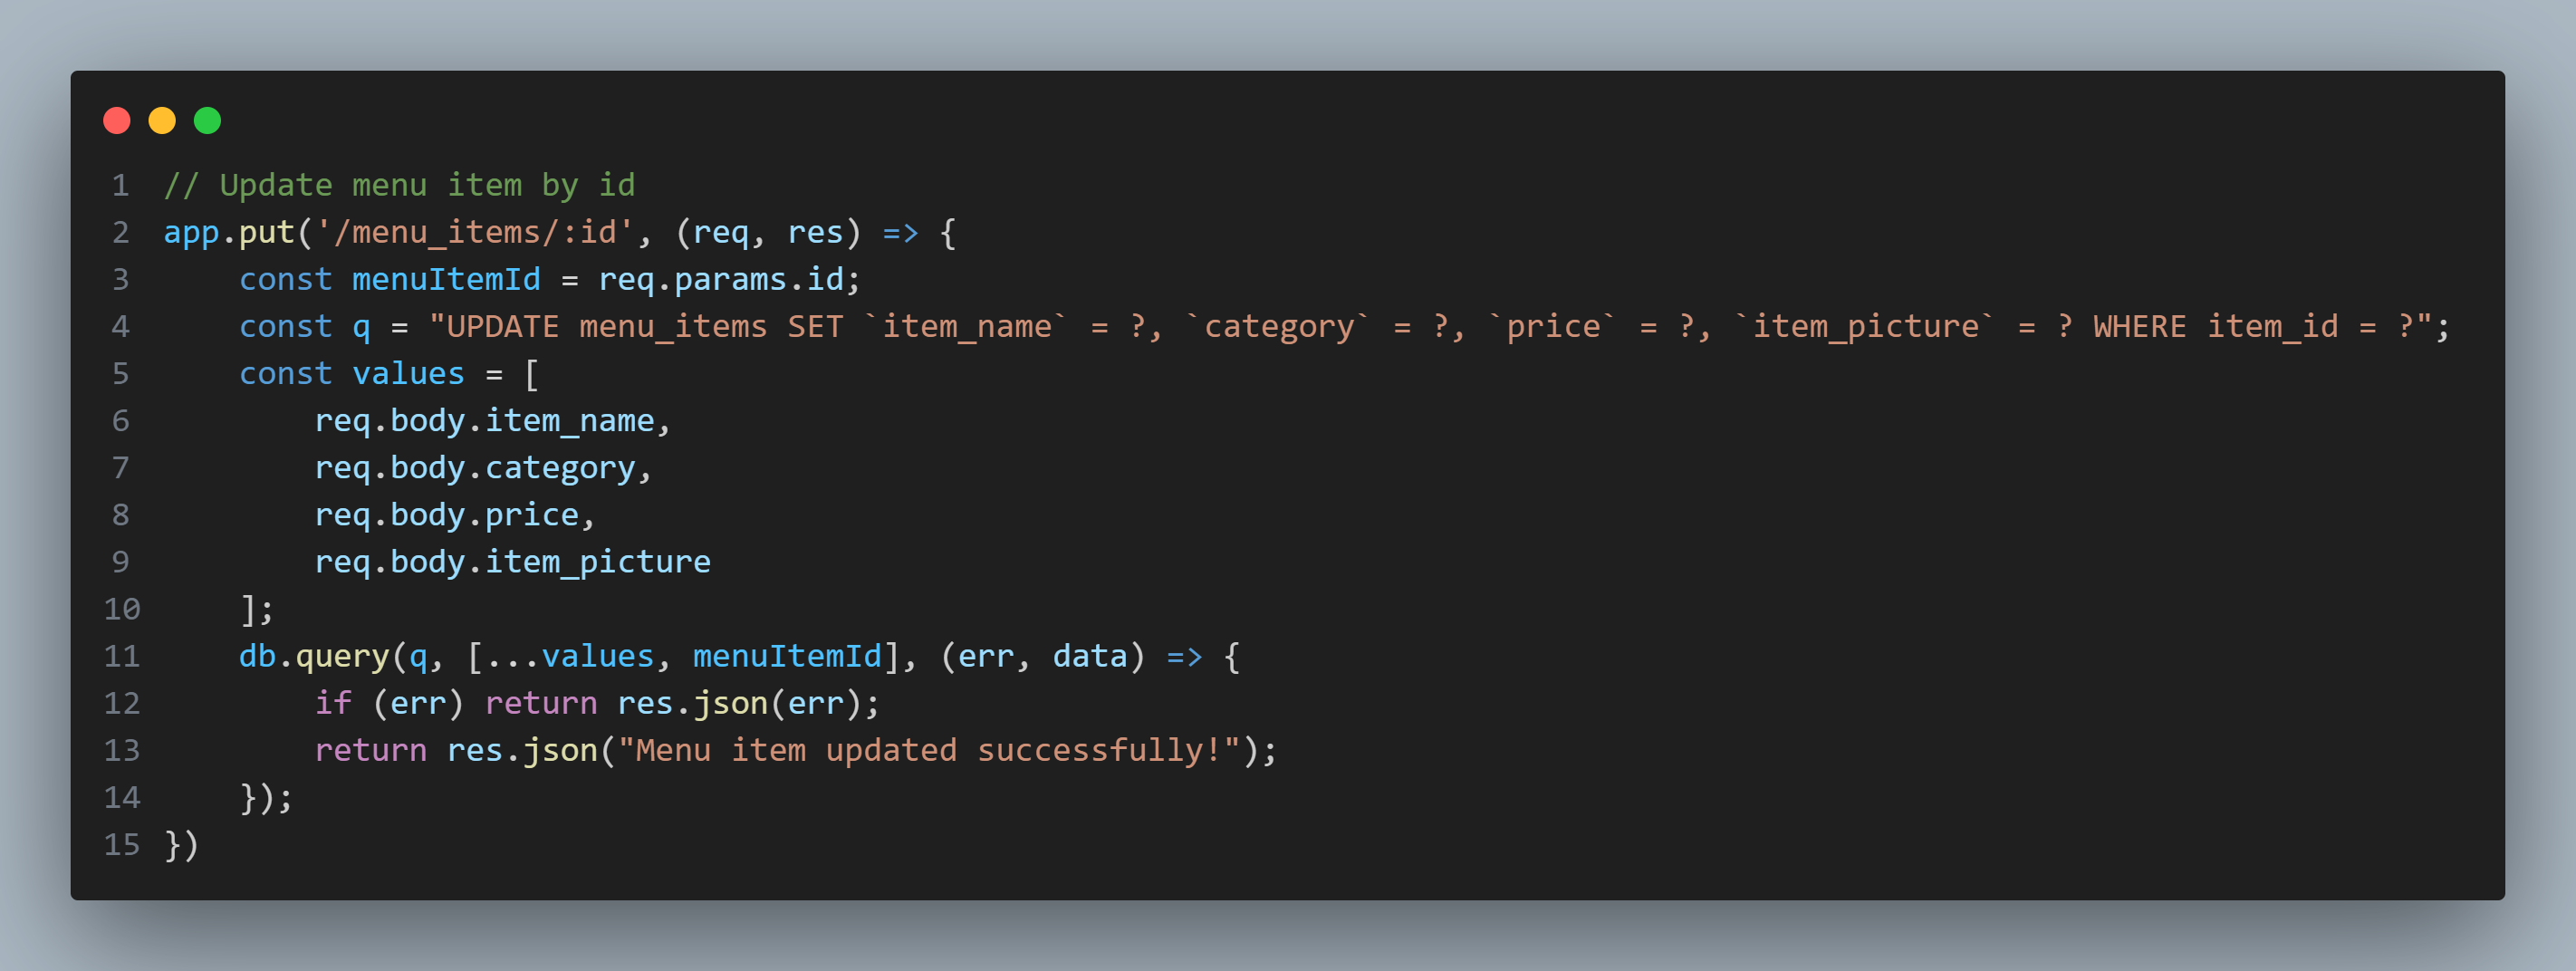 1 // Update menu item by id
2 app.put('/menu_items/:id', (req, res) => {
3     const menuItemId = req.params.id;
4     const q = "UPDATE menu_items SET `item_name` = ?, `category` = ?, `price` = ?, `item_picture` = ? WHERE item_id = ?";
5     const values = [
6         req.body.item_name,
7         req.body.category,
8         req.body.price,
9         req.body.item_picture
10     ];
11     db.query(q, [...values, menuItemId], (err, data) => {
12         if (err) return res.json(err);
13         return res.json("Menu item updated successfully!");
14     });
15 })